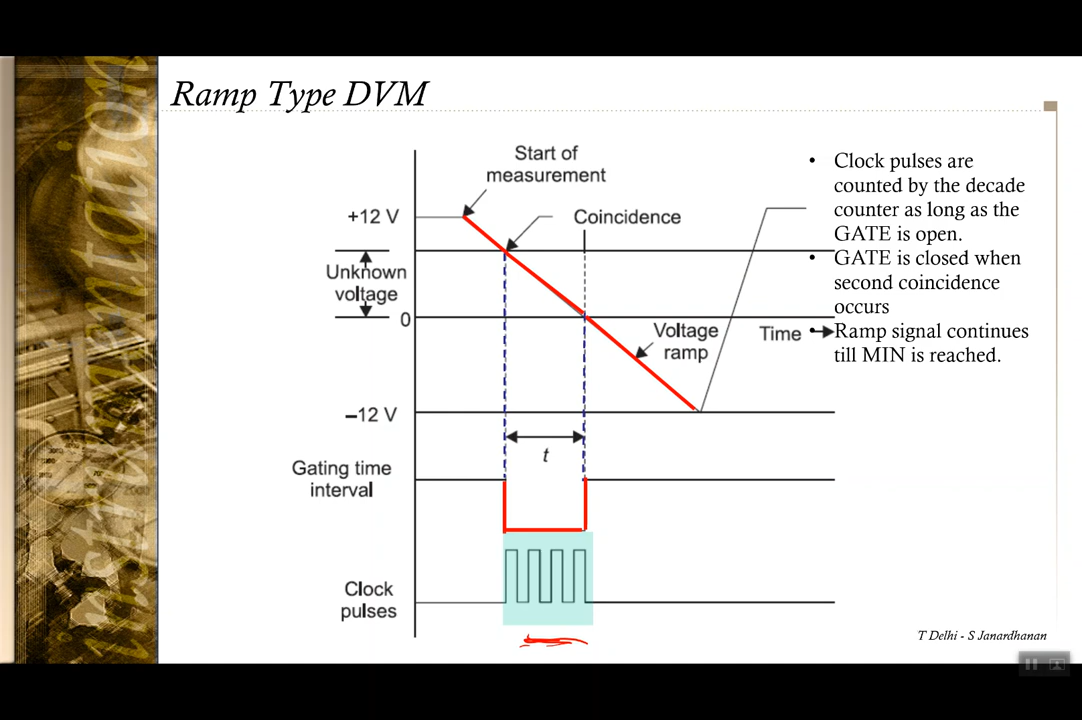 Ramp Type DVM
Start of
measurement
+12 V
Coincidence
Unknown
voltage
0
Voltage
ramp
Time
–12 V
t
Gating time
interval
Clock
pulses
• Clock pulses are
counted by the decade
counter as long as the
GATE is open.
• GATE is closed when
second coincidence
occurs
• Ramp signal continues
till MIN is reached.
T Delhi - S Janardhanan
instrumentation